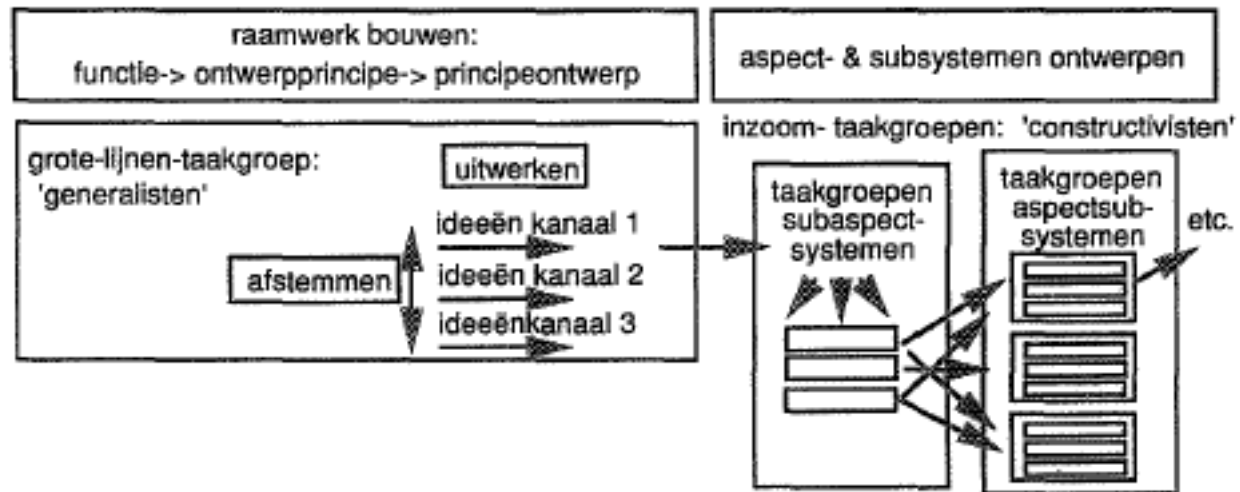 raamwerk bouwen:
functie-> ontwerpprincipe-> principeontwerp
aspect- & subsystemen ontwerpen
grote-lijnen-taakgroep:
'generalisten'
uitwerken
ideeën kanaal 1
afstemmen
ideeën kanaal 2
ideeënkanaal 3
inzoom- taakgroepen: 'constructivisten'
taakgroepen
subaspect-
systemen
taakgroepen
aspectsub-
systemen
etc.